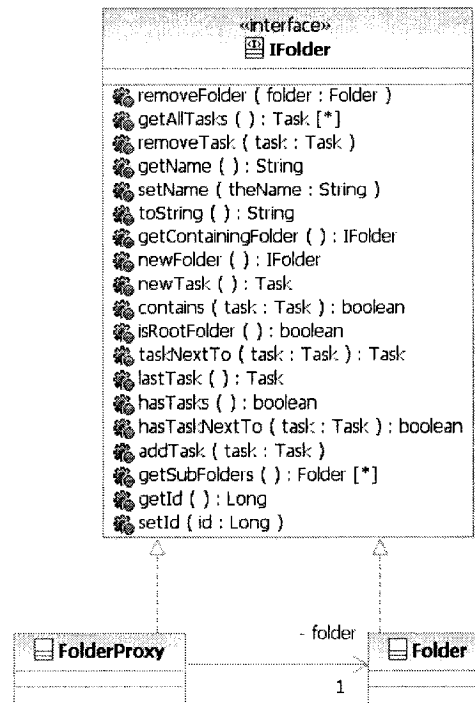 «interface»
IFolder
removeFolder ( folder : Folder )
getAllTasks ( ) : Task [*]
removeTask ( task : Task )
getName ( ) : String
setName ( theName : String )
toString ( ) : String
getContainingFolder ( ) : IFolder
newFolder ( ) : IFolder
newTask ( ) : Task
contains ( task : Task ) : boolean
isRootFolder ( ) : boolean
taskNextTo ( task : Task ) : Task
lastTask ( ) : Task
hasTasks ( ) : boolean
hasTaskNextTo ( task : Task ) : boolean
addTask ( task : Task )
getSubFolders ( ) : Folder [*]
getId ( ) : Long
setId ( id : Long )
FolderProxy
- folder
1
Folder